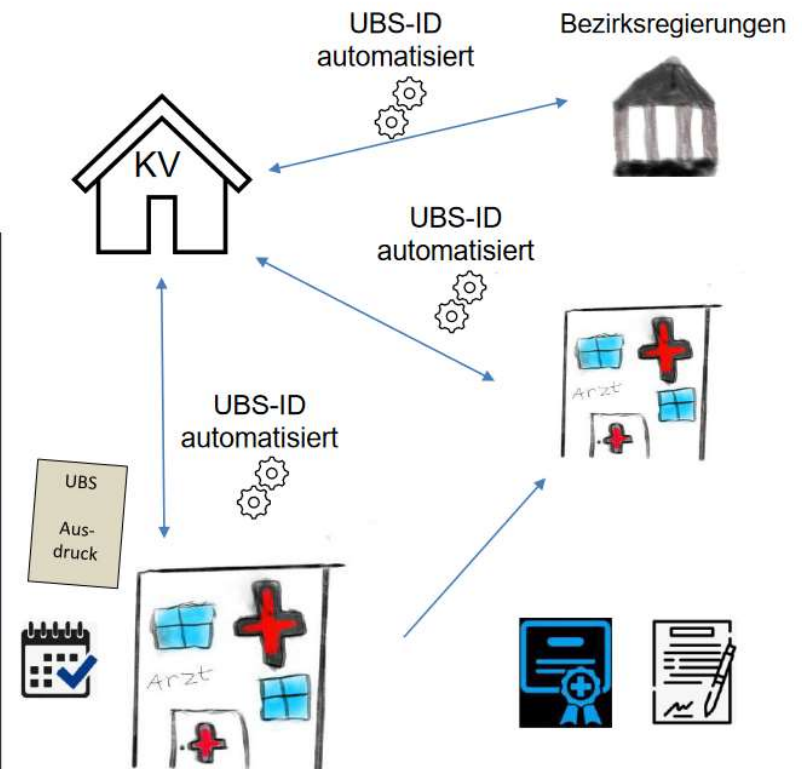 UBS-ID
automatisiert
Bezirksregierungen
KV
UBS-ID
automatisiert
Arzt
UBS-ID
automatisiert
UBS
Aus-
druck
Arzt